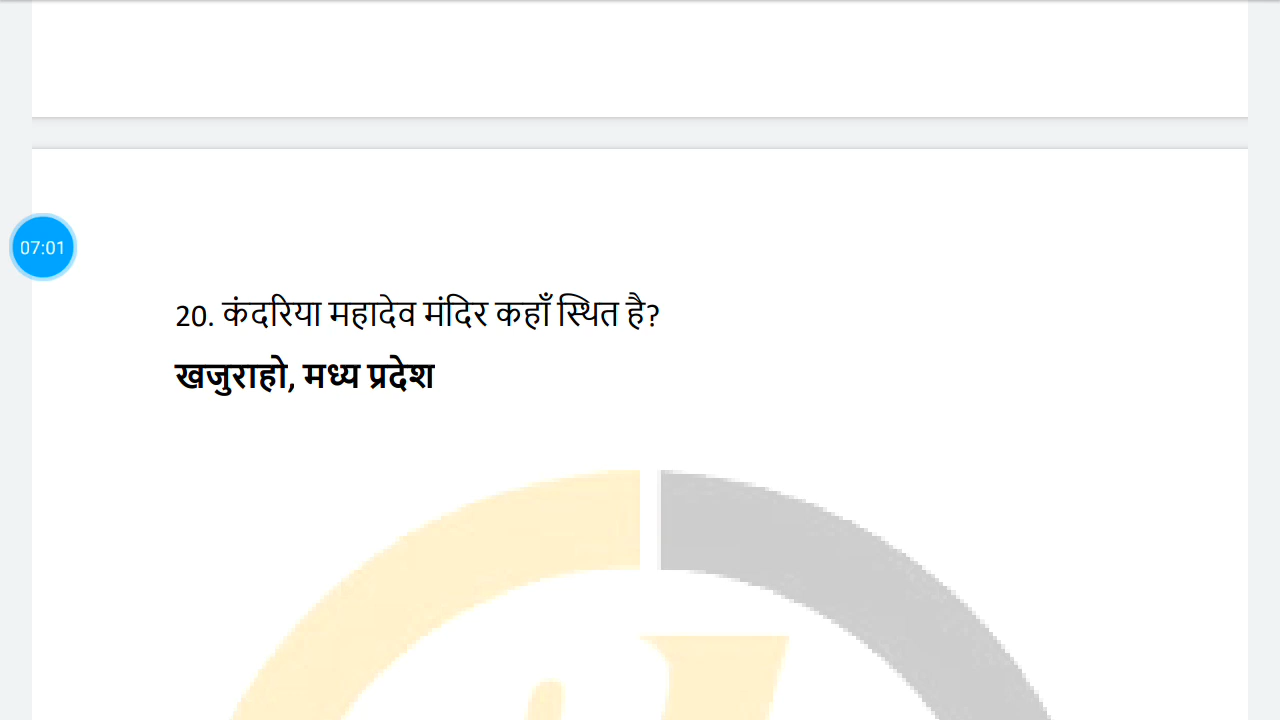 07:01
20. कंदरिया महादेव मंदिर कहाँ स्थित है?
खजुराहो, मध्य प्रदेश